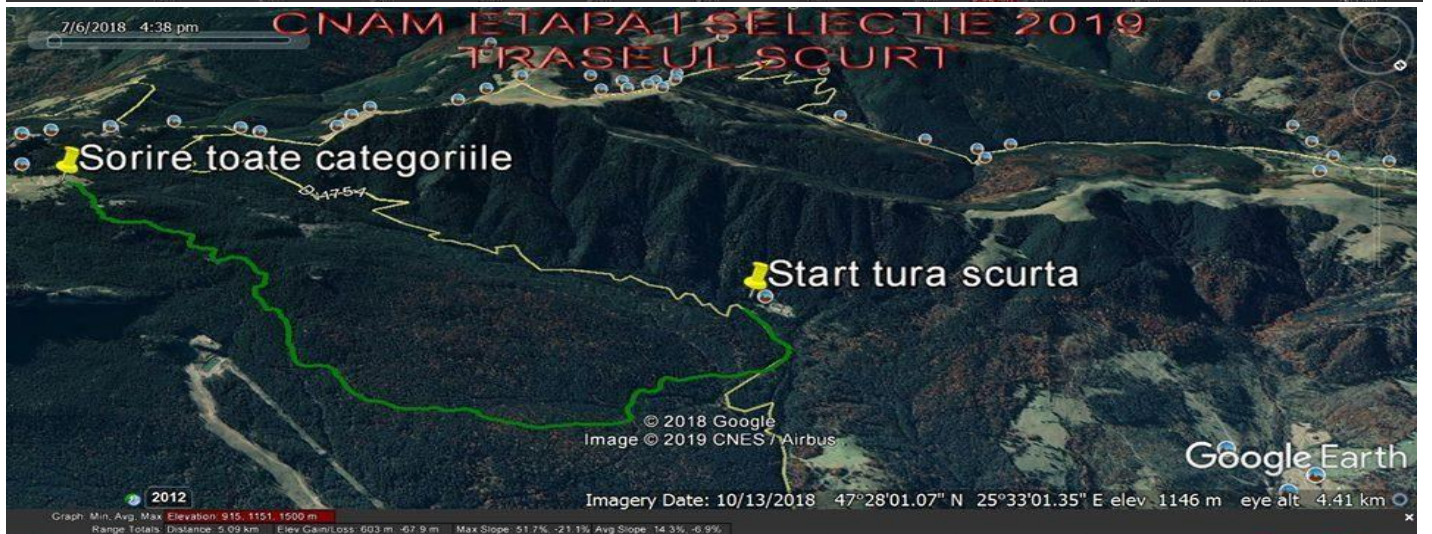 7/6/2018 4:38 pm
CNAM ETAPA I SELECTIE 2019
TRASEUL SCURT
Sorire toate categoriile
1754
Start tura scurta
© 2018 Google
Image © 2019 CNES / Airbus
Google Earth
2012
Imagery Date: 10/13/2018 47°28'01.07" N 25°33'01.35" E elev 1146 m eye alt 4.41 km
Graph: Min, Avg, Max Elevation: 915, 1151, 1500 m
Range Totals: Distance: 5.09 km Elev Gain/Loss: 603 m, -67.9 m Max Slope: 51.7%, -21.1% Avg Slope: 14.3%, -6.9%